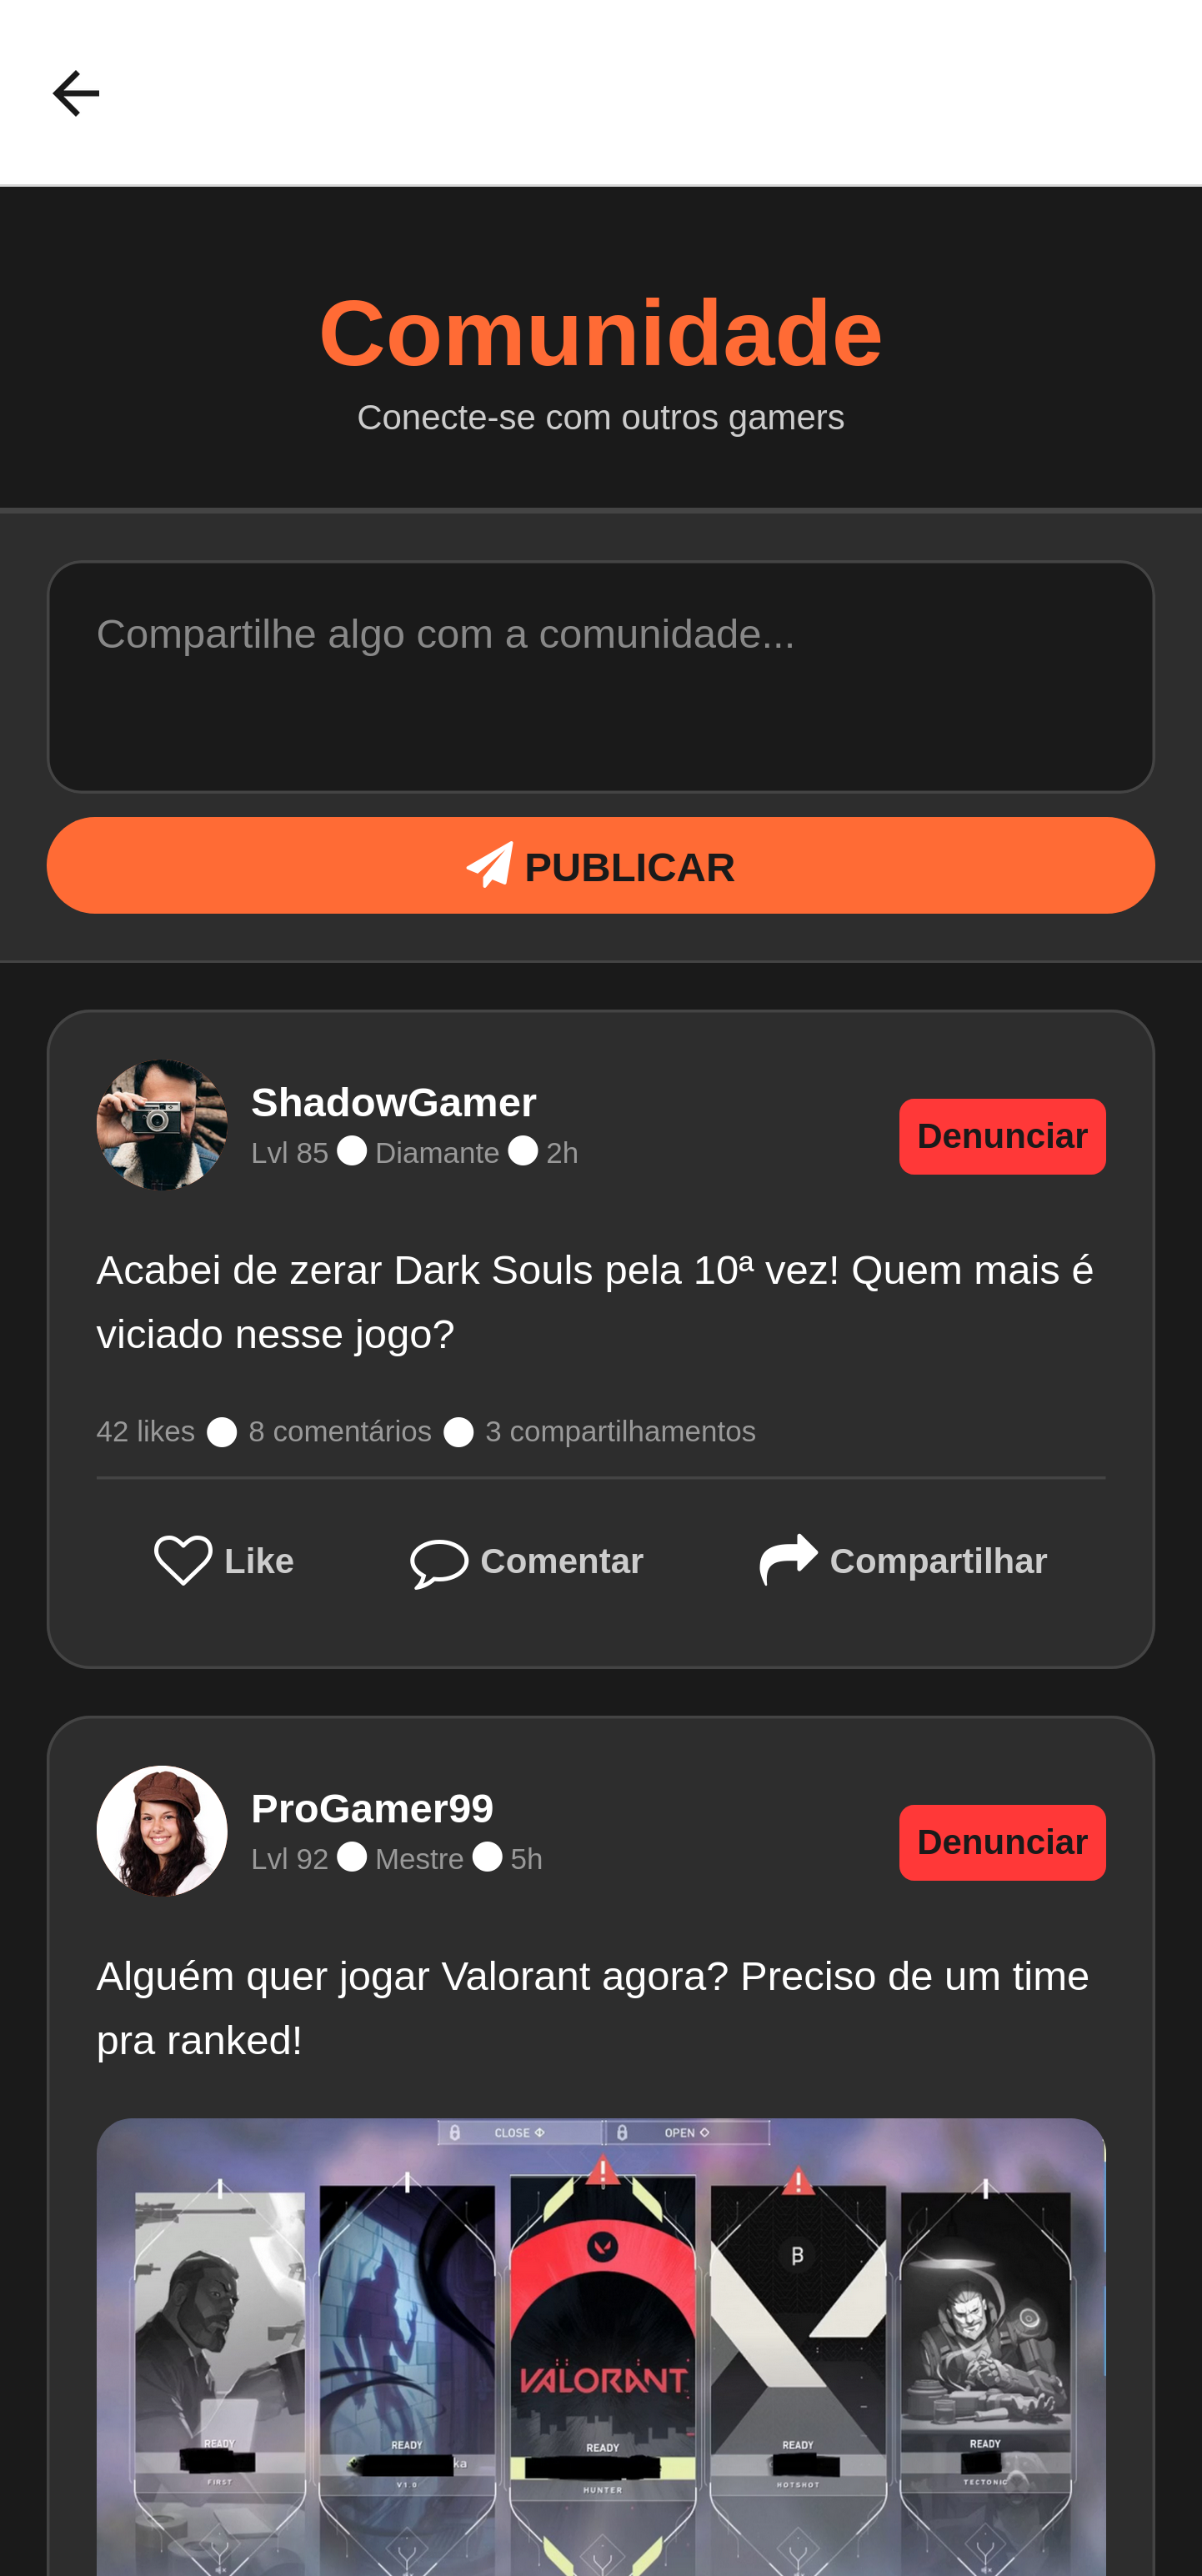 Comunidade
Conecte-se com outros gamers
Compartilhe algo com a comunidade...
PUBLICAR
ShadowGamer
Lvl 85 Diamante 2h
Denunciar
Acabei de zerar Dark Souls pela 10ª vez! Quem mais é
viciado nesse jogo?
42 likes 8 comentários 3 compartilhamentos
Like Comentar Compartilhar
ProGamer99
Lvl 92 Mestre 5h
Denunciar
Alguém quer jogar Valorant agora? Preciso de um time
pra ranked!
CLOSE OPEN
VALORANT
READY READY READY READY READY
ka
FIRST V1.0 HUNTER HOTSHOT TECTONIC